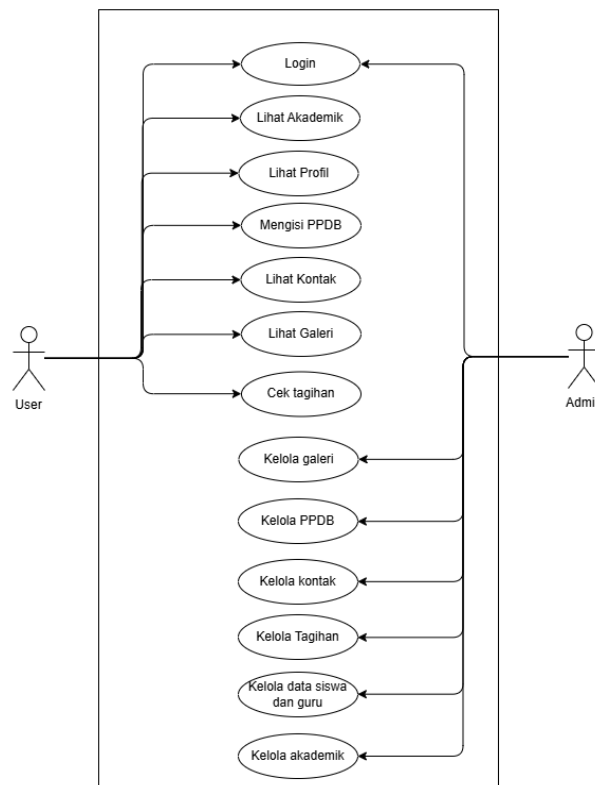 Login
Lihat Akademik
Lihat Profil
Mengisi PPDB
Lihat Kontak
Lihat Galeri
User
Admi
Cek tagihan
Kelola galeri
Kelola PPDB
Kelola kontak
Kelola Tagihan
Kelola data siswa
dan guru
Kelola akademik